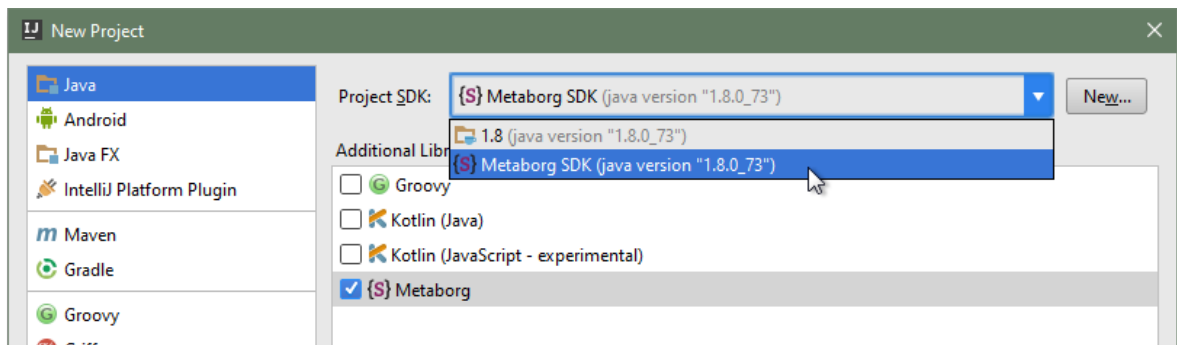 New Project
Java
Android
Java FX
IntelliJ Platform Plugin
Maven
Gradle
Groovy
Project SDK:
{S} Metaborg SDK (java version "1.8.0_73")
New...
1.8 (java version "1.8.0_73")
{S} Metaborg SDK (java version "1.8.0_73")
Additional Libr
Groovy
Kotlin (Java)
Kotlin (JavaScript - experimental)
{S} Metaborg